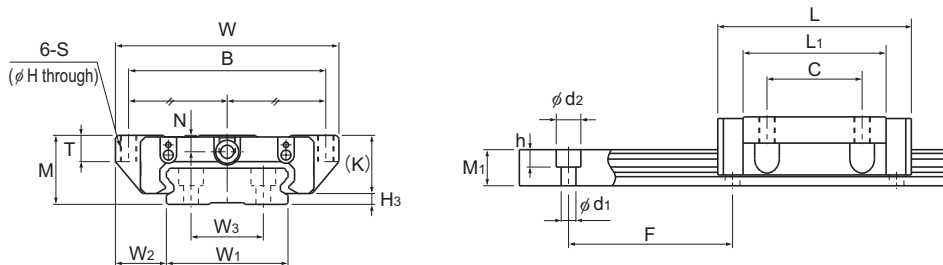 W
B
6-S
(φH through)
N
T
M
(K)
H3
W3
W2
W1
L
L1
C
φd2
h
M1
φd1
F